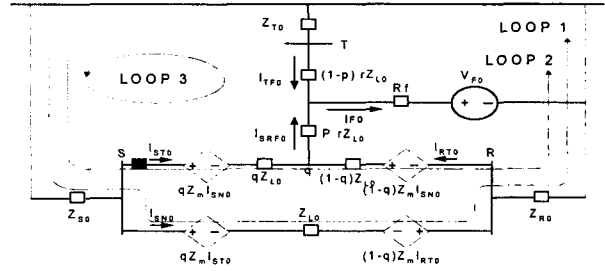 Z_T0
LOOP 1
T
LOOP 2
LOOP 3
I_TF0
(1-p) rZ_L0
Rf
V_F0
+ -
I_F0
I_SRF0
P rZ_L0
S
I_ST0
q
I_RT0
R
+ -
- +
qZ_mI_SN0
qZ_L0
(1-q)Z_L0
(1-q)Z_mI_SN0
Z_S0
I_SN0
Z_L0
Z_R0
+ -
- +
qZ_mI_ST0
(1-q)Z_mI_RT0